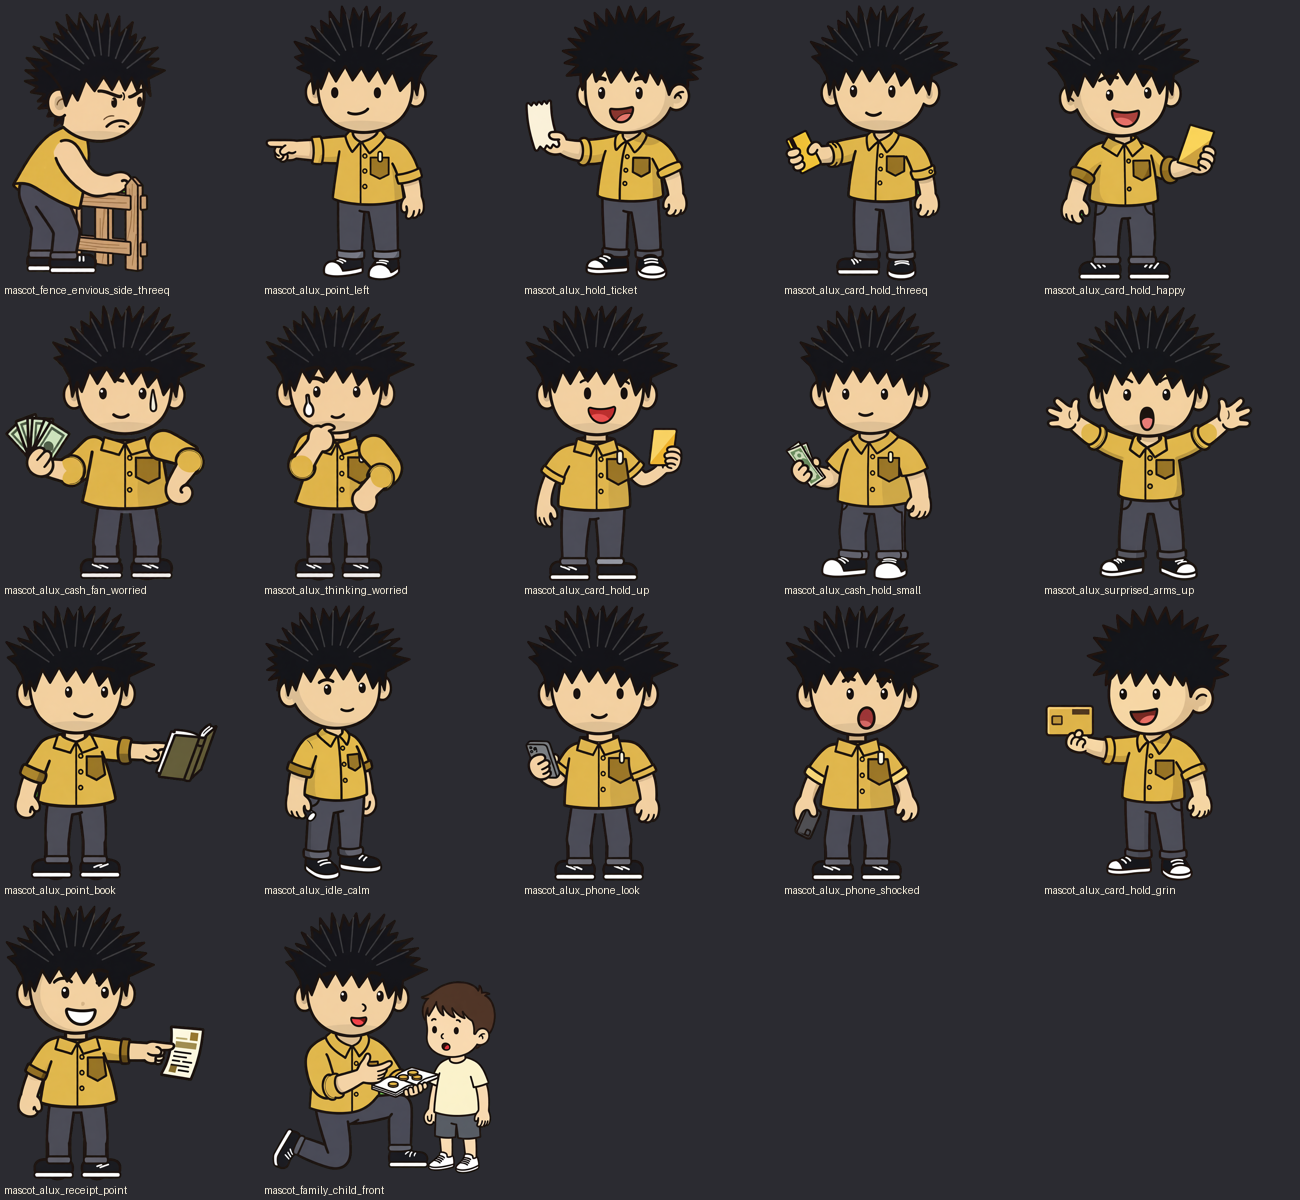 mascot_fence_envious_side_threeq
mascot_alux_point_left
mascot_alux_hold_ticket
mascot_alux_card_hold_threeq
mascot_alux_card_hold_happy
mascot_alux_cash_fan_worried
mascot_alux_thinking_worried
mascot_alux_card_hold_up
mascot_alux_cash_hold_small
mascot_alux_surprised_arms_up
mascot_alux_point_book
mascot_alux_idle_calm
mascot_alux_phone_look
mascot_alux_phone_shocked
mascot_alux_card_hold_grin
mascot_alux_receipt_point
mascot_family_child_front